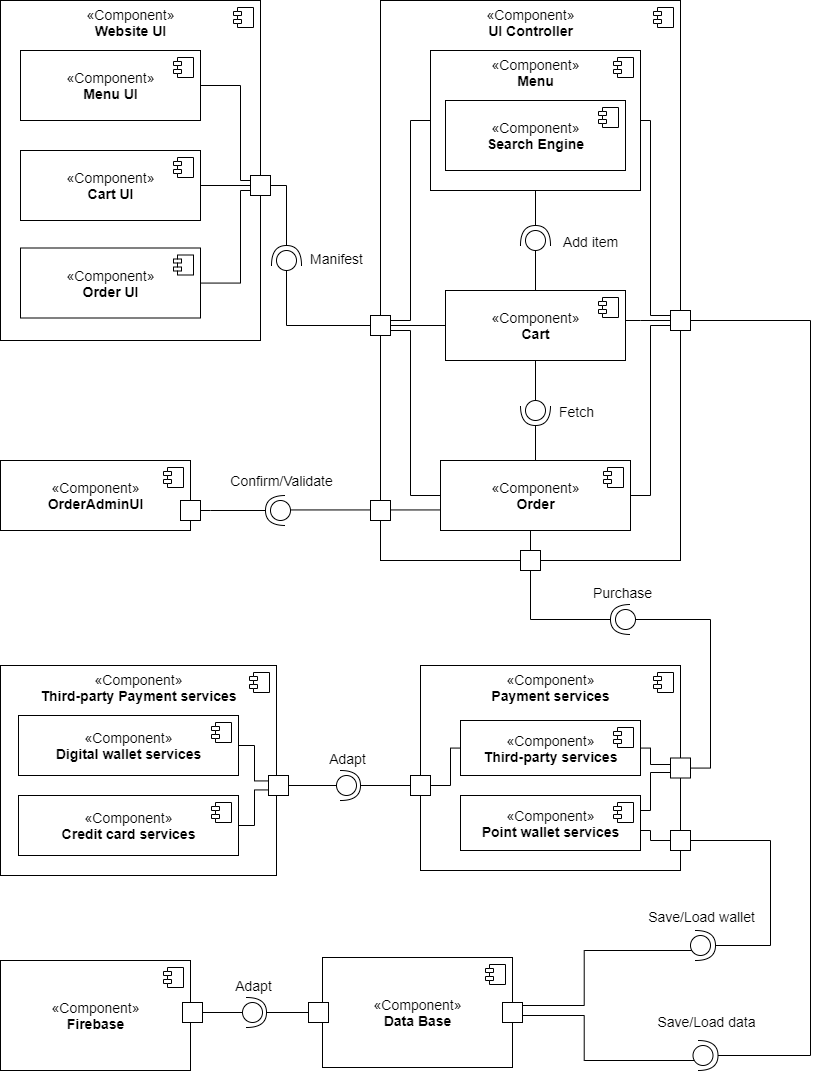 «Component»
Website UI
«Component»
Menu UI
«Component»
Cart UI
«Component»
Order UI
Manifest
«Component»
UI Controller
«Component»
Menu
«Component»
Search Engine
Add item
«Component»
Cart
Fetch
«Component»
Order
«Component»
OrderAdminUI
Confirm/Validate
Purchase
«Component»
Third-party Payment services
«Component»
Digital wallet services
«Component»
Credit card services
Adapt
«Component»
Payment services
«Component»
Third-party services
«Component»
Point wallet services
Save/Load wallet
«Component»
Firebase
Adapt
«Component»
Data Base
Save/Load data